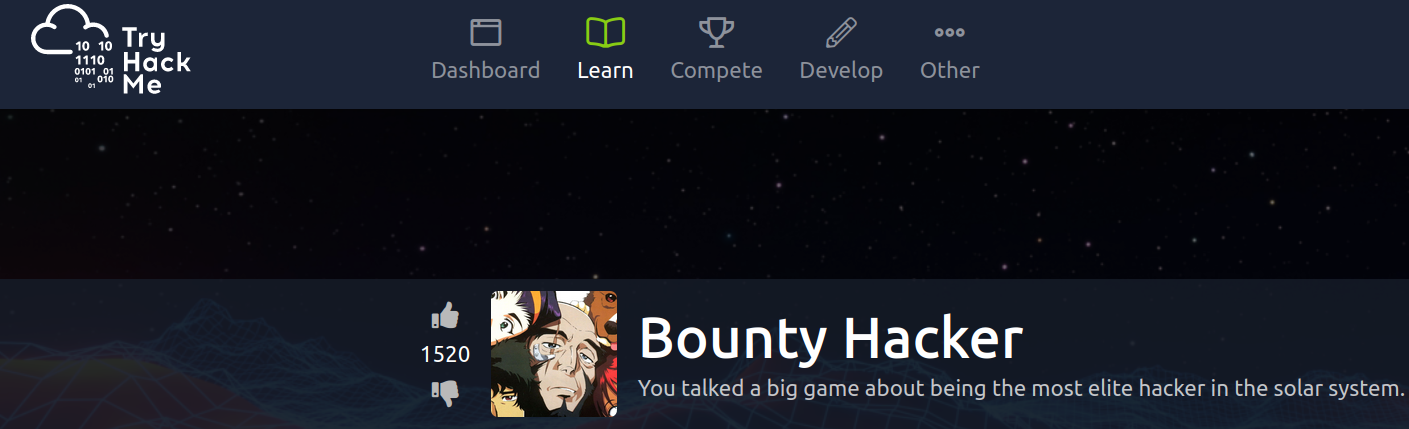 10 10
1110
0101 01
01 010
01
Try
Hack
Me
Dashboard
Learn
Compete
Develop
Other
1520
Bounty Hacker
You talked a big game about being the most elite hacker in the solar system.